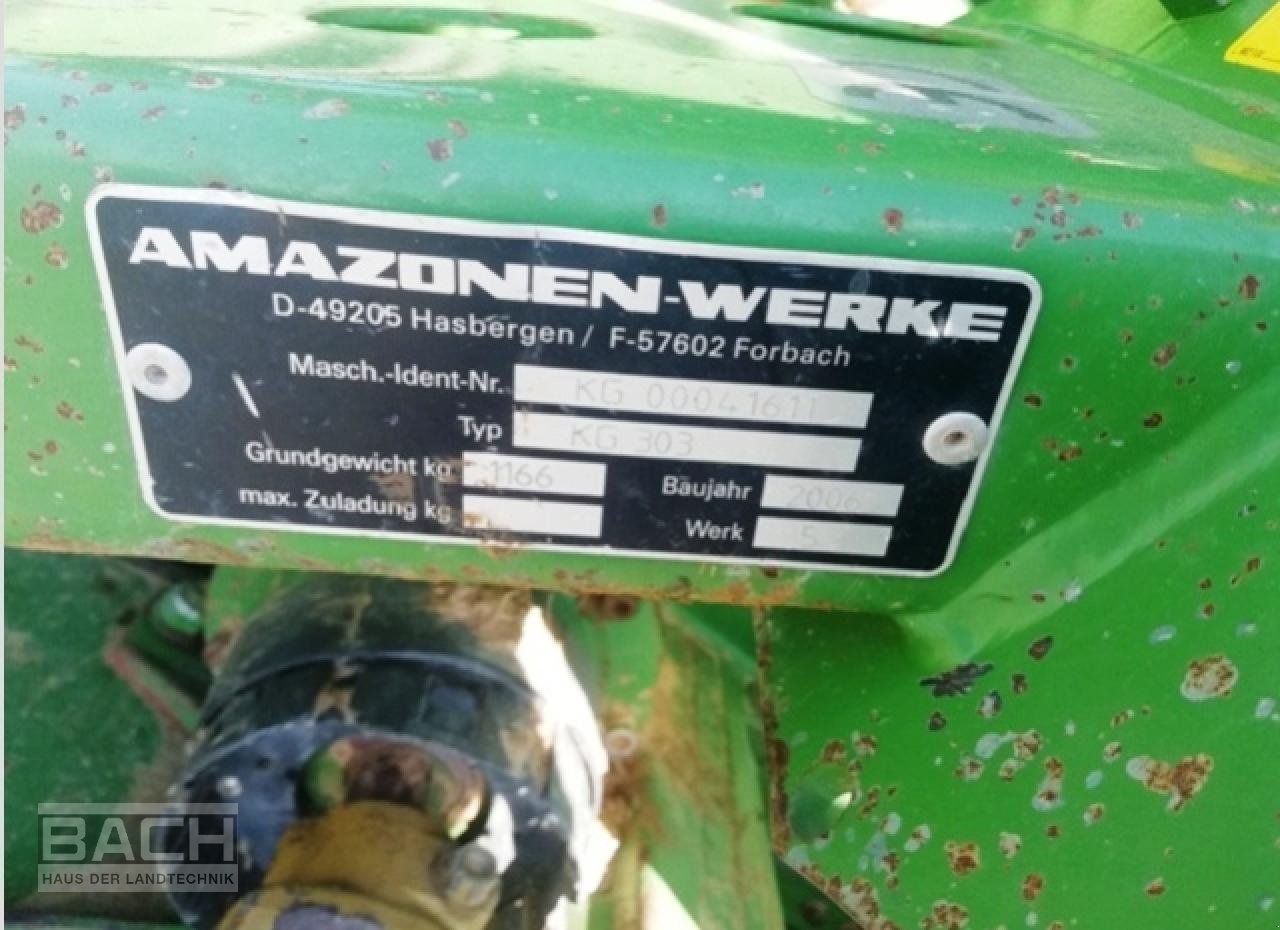 AMAZONEN-WERKE
D-49205 Hasbergen / F-57602 Forbach
Masch.-Ident-Nr. KG 00041611
Typ KG 303
Grundgewicht kg 1166 Baujahr 2006
max. Zuladung kg Werk 5
BACH
HAUS DER LANDTECHNIK